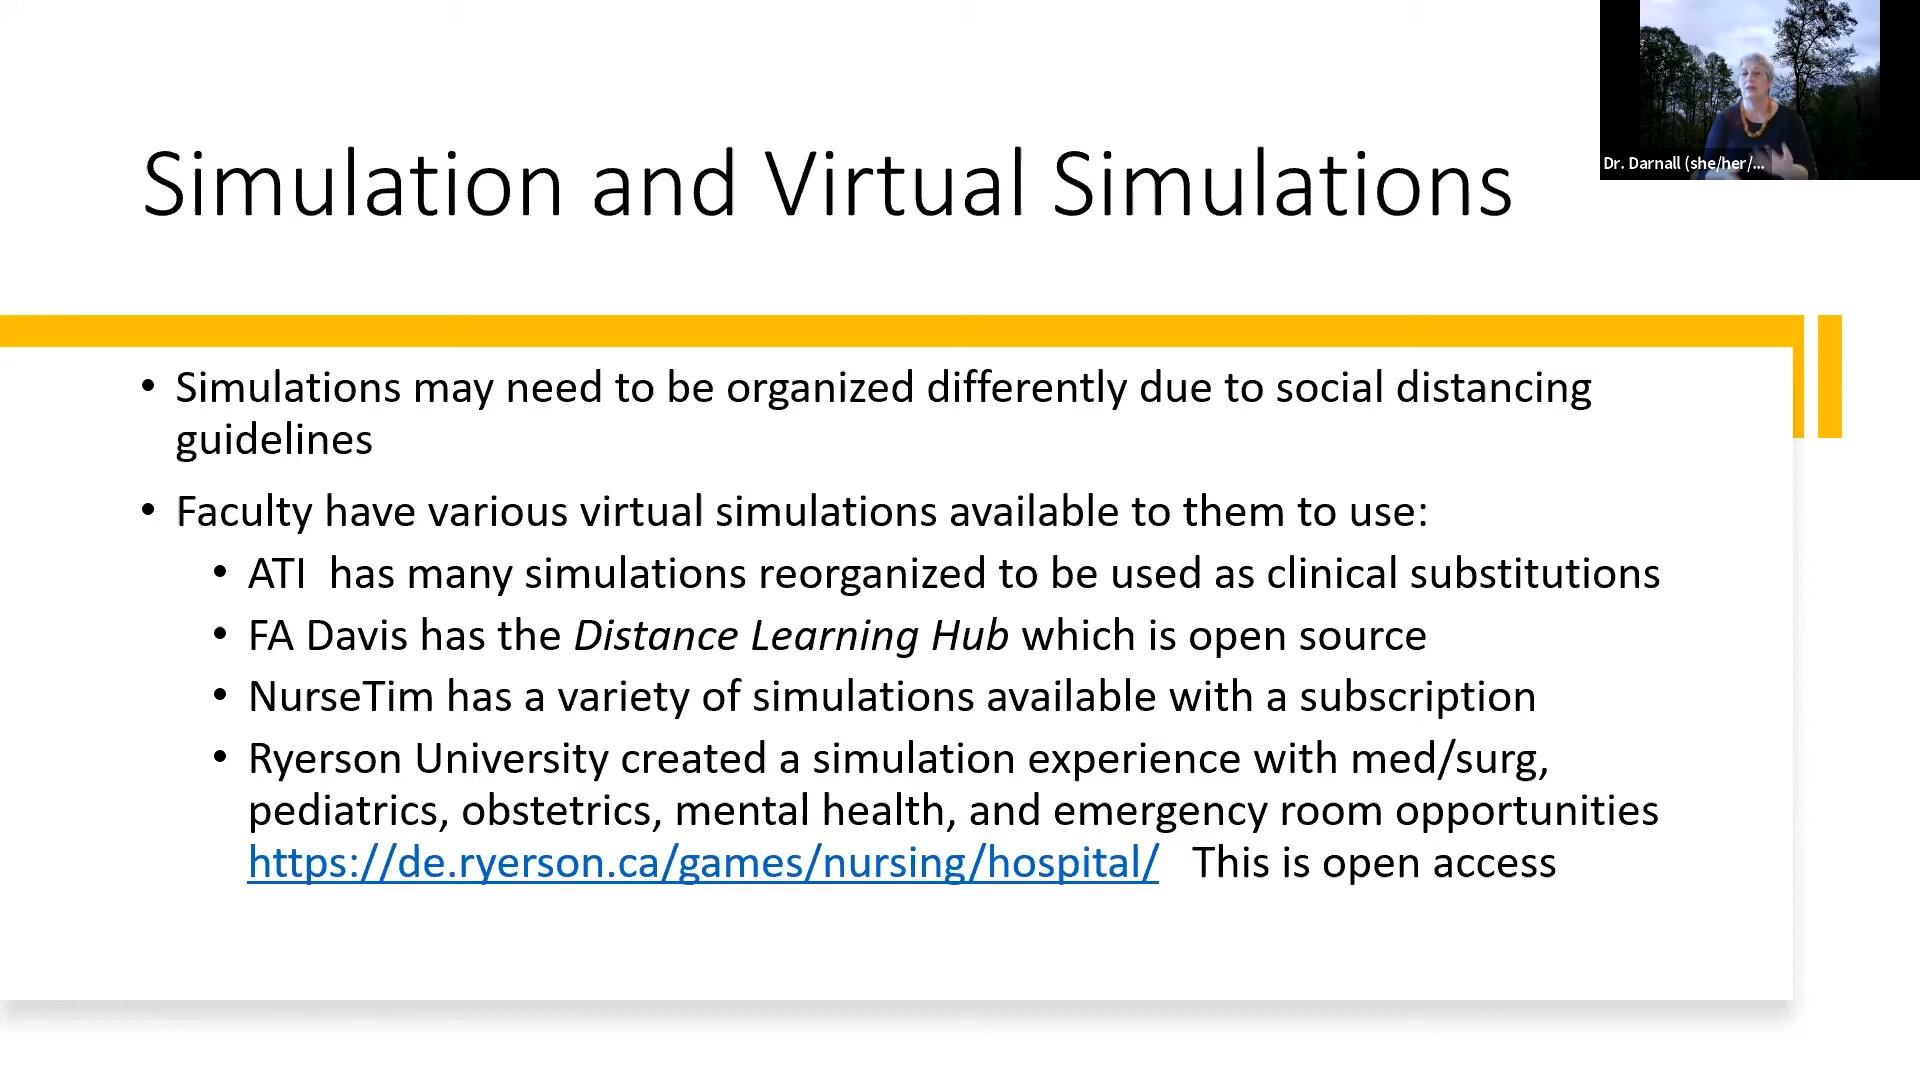 Simulation and Virtual Simulations
Dr. Darnall (she/her/...
• Simulations may need to be organized differently due to social distancing
guidelines
• Faculty have various virtual simulations available to them to use:
• ATI  has many simulations reorganized to be used as clinical substitutions
• FA Davis has the Distance Learning Hub which is open source
• NurseTim has a variety of simulations available with a subscription
• Ryerson University created a simulation experience with med/surg,
pediatrics, obstetrics, mental health, and emergency room opportunities
https://de.ryerson.ca/games/nursing/hospital/   This is open access